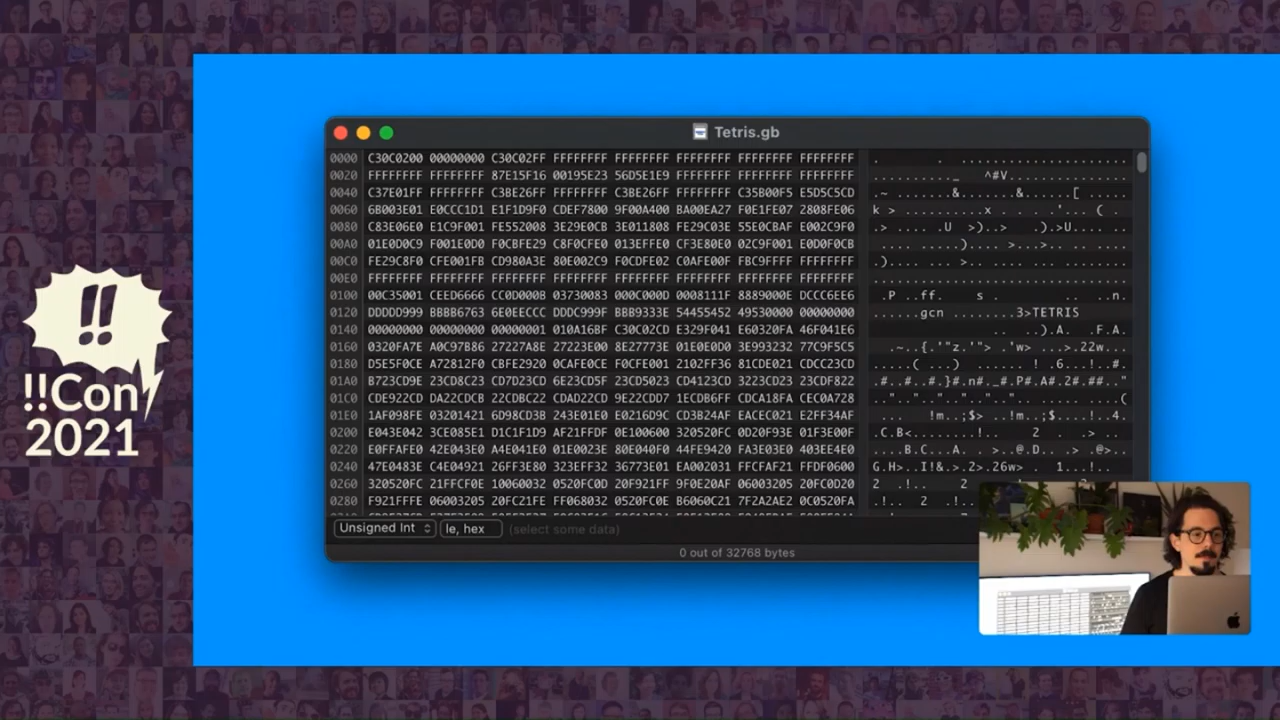 Tetris.gb
0000 C30C0200 00000000 C30C02FF FFFFFFFF FFFFFFFF FFFFFFFF FFFFFFFF FFFFFFFF
0020 FFFFFFFF FFFFFFFF 87E15F16 00195E23 56D5E1E9 FFFFFFFF FFFFFFFF FFFFFFFF
0040 C37E01FF FFFFFFFF C3BE26FF FFFFFFFF C3BE26FF FFFFFFFF C35B00F5 E5D5C5CD
0060 6B003E01 E0CCC1D1 E1F1D9F0 CDEF7800 9F00A400 BA00EA27 F0E1FE07 2808FE06
0080 C83E06E0 E1C9F001 FE552008 3E29E0CB 3E011808 FE29C03E 55E0CBAF E002C9F0
00A0 01E0D0C9 F001E0D0 F0CBFE29 C8F0CFE0 013EFFE0 CF3E80E0 02C9F001 E0D0F0CB
00C0 FE29C8F0 CFE001FB CD980A3E 80E002C9 F0CDFE02 C0AFE00F FBC9FFFF FFFFFFFF
00E0 FFFFFFFF FFFFFFFF FFFFFFFF FFFFFFFF FFFFFFFF FFFFFFFF FFFFFFFF FFFFFFFF
0100 00C35001 CEED6666 CC0D000B 03730083 000C000D 0008111F 8889000E DCCC6EE6
0120 DDDDD999 BBBB6763 6E0EECCC DDDC999F BBB9333E 54455452 49530000 00000000
.......gcn ........3>TETRIS
0140 00000000 00000000 00000001 010A16BF C30C02CD E329F041 E60320FA 46F041E6
0160 0320FA7E A0C97B86 27227A8E 27223E00 8E27773E 01E0E0D0 3E993232 77C9F5C5
0180 D5E5F0CE A72812F0 CBFE2920 0CAFE0CE F0CFE001 2102FF36 81CDE021 CDCC23CD
01A0 B723CD9E 23CD8C23 CD7D23CD 6E23CD5F 23CD5023 CD4123CD 3223CD23 23CDF822
01C0 CDE922CD DA22CDCB 22CDBC22 CDAD22CD 9E22CDD7 1ECDB6FF CDCA18FA CEC0A728
01E0 1AF098FE 03201421 6D98CD3B 243E01E0 E0216D9C CD3B24AF EACEC021 E2FF34AF
0200 E043E042 3CE085E1 D1C1F1D9 AF21FFDF 0E100600 320520FC 0D20F93E 01F3E00F
0220 E0FFAFE0 42E043E0 A4E041E0 01E0023E 80E040F0 44FE9420 FA3E03E0 403EE4E0
0240 47E0483E C4E04921 26FF3E80 323EFF32 36773E01 EA002031 FFCFAF21 FFDF0600
0260 320520FC 21FFCF0E 10060032 0520FC0D 20F921FF 9F0E20AF 06003205 20FC0D20
0280 F921FFFE 06003205 20FC21FE FF068032 0520FC0E B6060C21 7F2A2AE2 0C0520FA
Unsigned Int le, hex (select some data)
0 out of 32768 bytes
!!
!!Con
2021